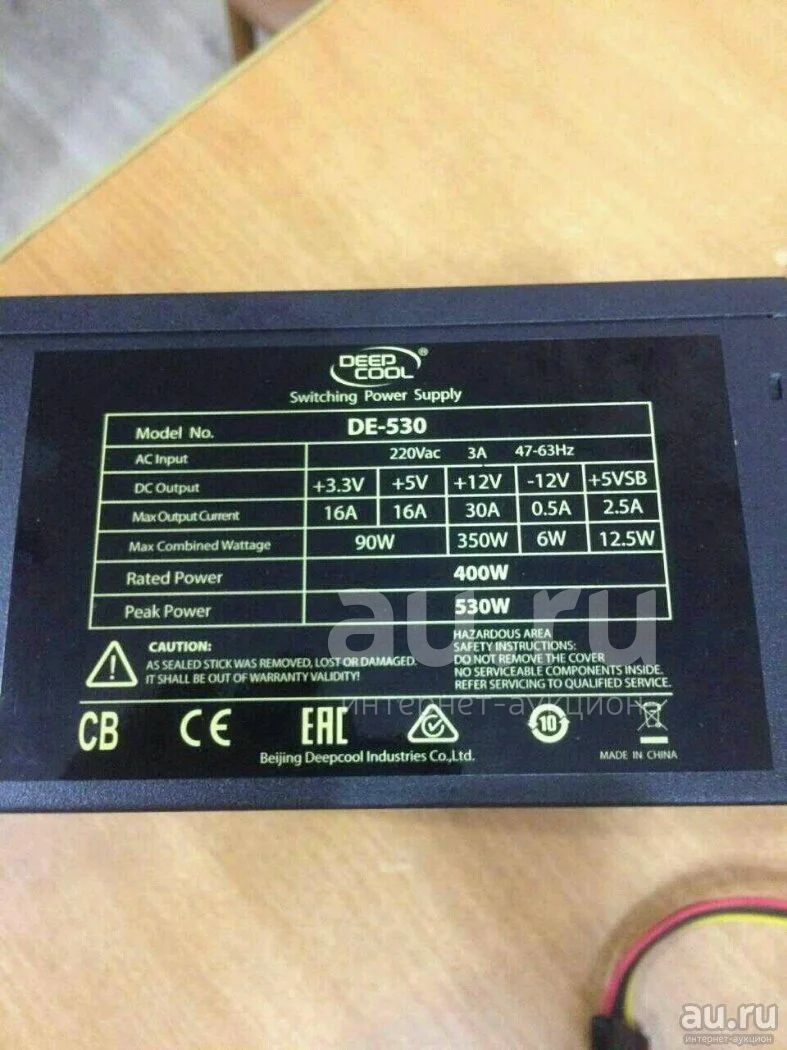 DEEP COOL®
Switching Power Supply
Model No. DE-530
AC Input 220Vac 3A 47-63Hz
DC Output +3.3V +5V +12V -12V +5VSB
Max Output Current 16A 16A 30A 0.5A 2.5A
Max Combined Wattage 90W 350W 6W 12.5W
Rated Power 400W
Peak Power 530W
CAUTION:
AS SEALED STICK WAS REMOVED, LOST OR DAMAGED.
IT SHALL BE OUT OF WARRANTY VALIDITY!
HAZARDOUS AREA
SAFETY INSTRUCTIONS:
DO NOT REMOVE THE COVER
NO SERVICEABLE COMPONENTS INSIDE.
REFER SERVICING TO QUALIFIED SERVICE.
CB CE EAC 10
Beijing Deepcool Industries Co.,Ltd.
MADE IN CHINA
au.ru
интернет-аукцион
au.ru
интернет-аукцион